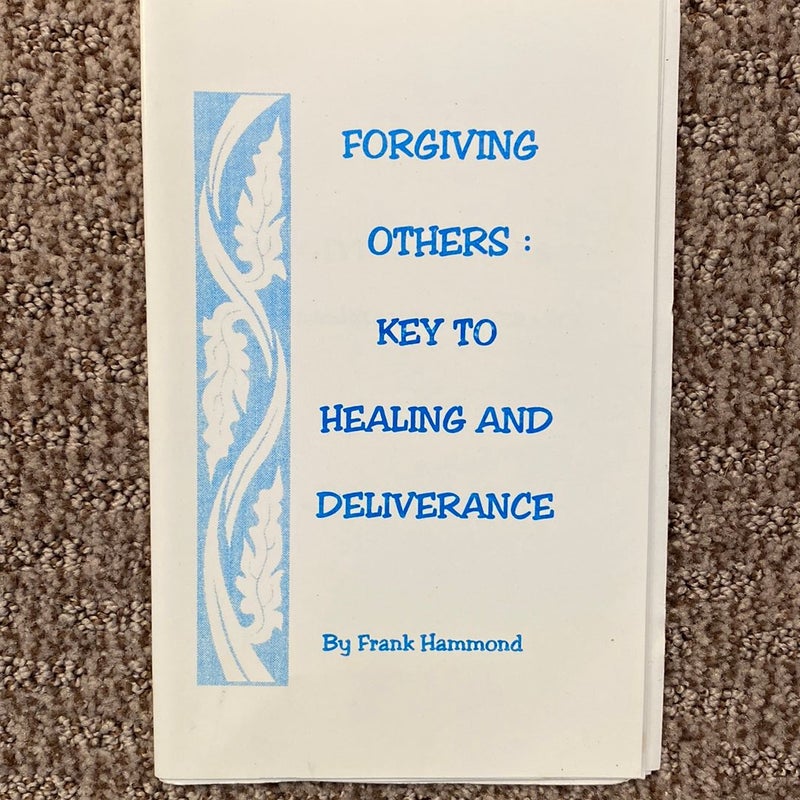 FORGIVING
OTHERS :
KEY TO
HEALING AND
DELIVERANCE
By Frank Hammond